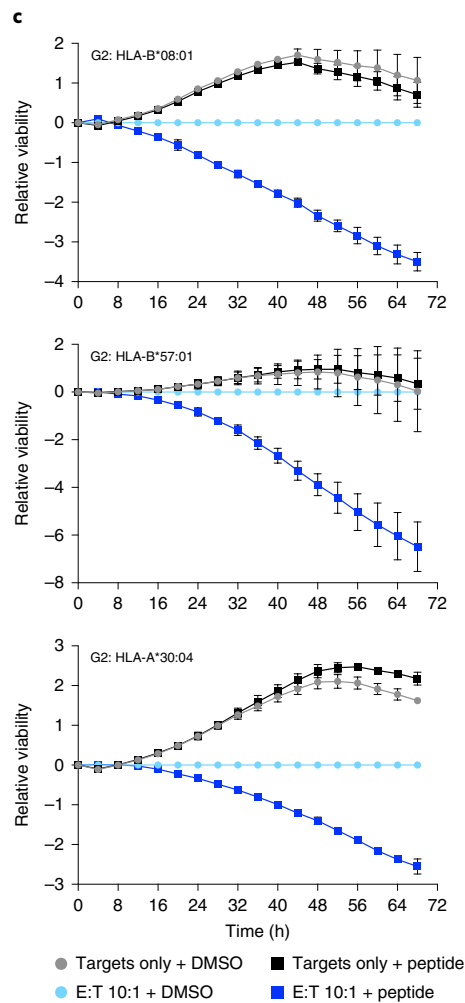 c
G2: HLA-B*08:01
Relative viability
2
1
0
−1
−2
−3
−4
0 8 16 24 32 40 48 56 64 72
G2: HLA-B*57:01
Relative viability
2
0
−2
−4
−6
−8
0 8 16 24 32 40 48 56 64 72
G2: HLA-A*30:04
Relative viability
3
2
1
0
−1
−2
−3
0 8 16 24 32 40 48 56 64 72
Time (h)
Targets only + DMSO Targets only + peptide
E:T 10:1 + DMSO E:T 10:1 + peptide